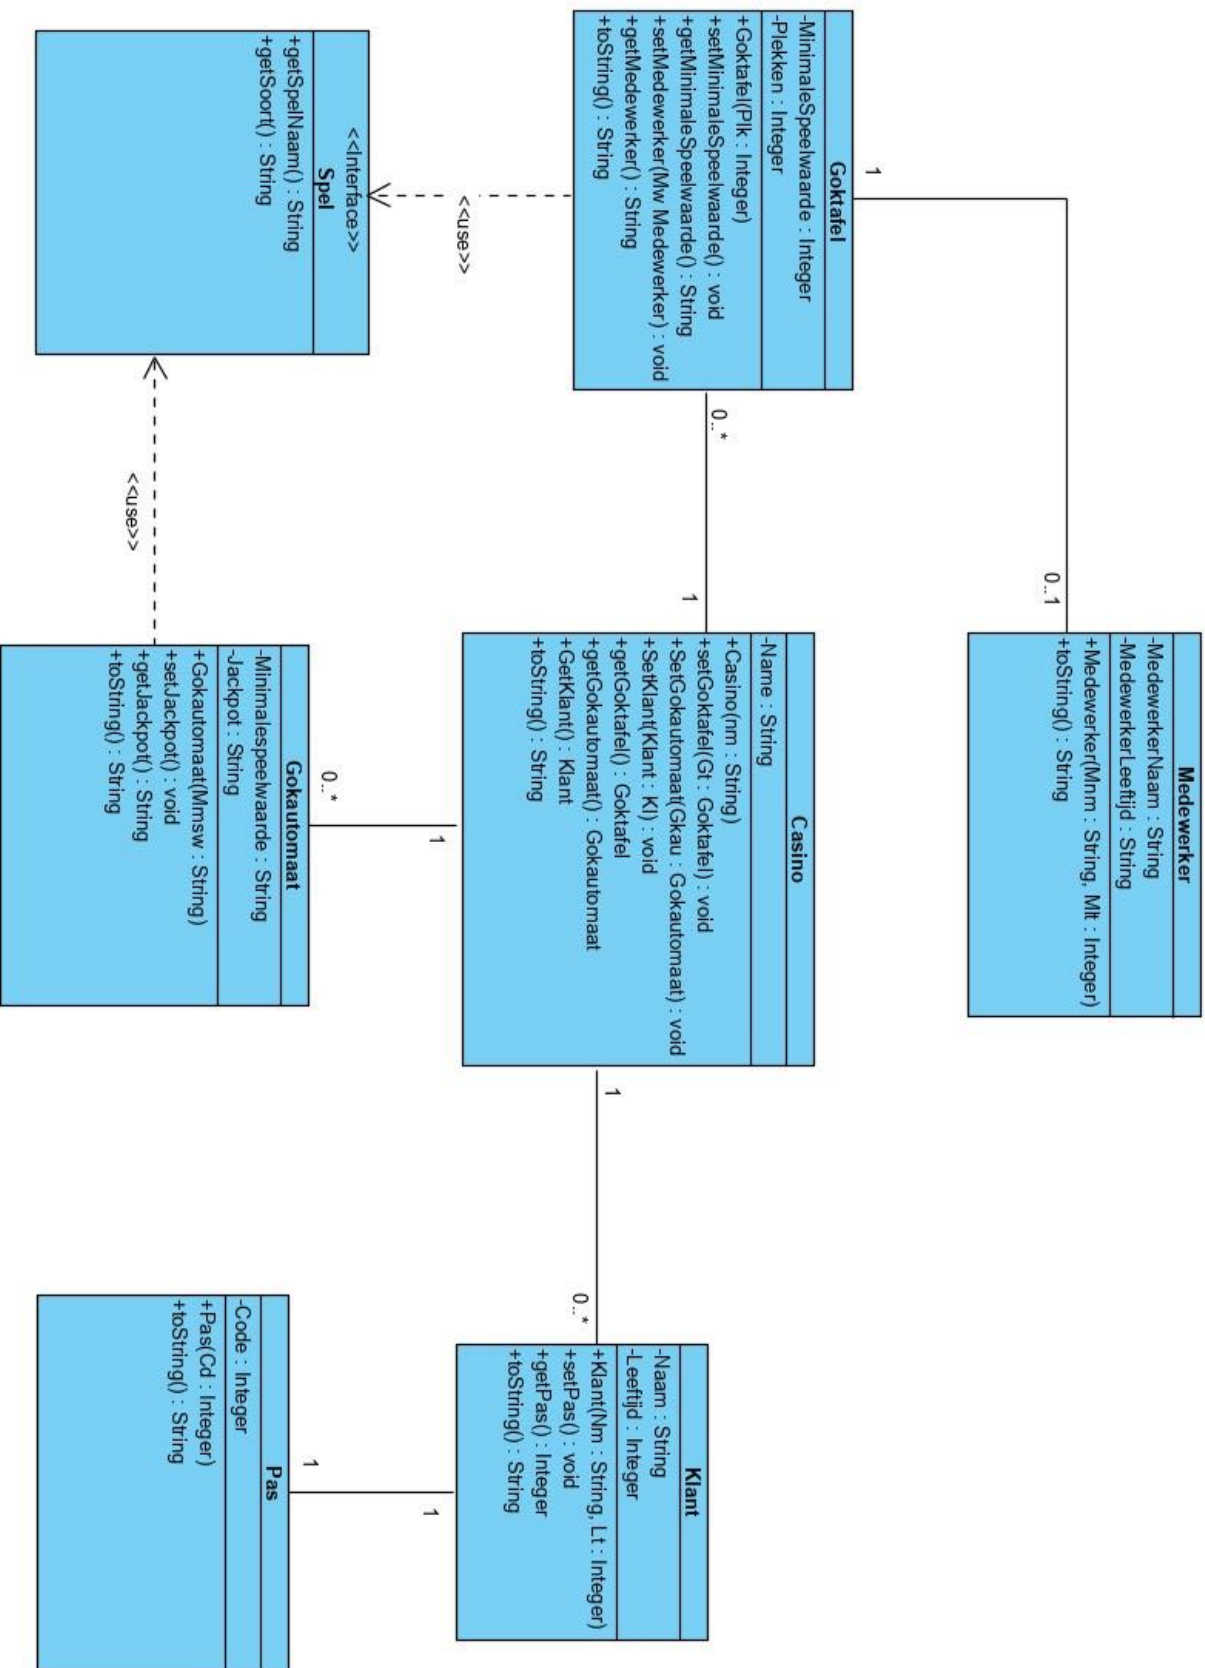 Medewerker
-MedewerkerNaam : String
-MedewerkerLeeftijd : String
+Medewerker(Mnm : String, Mlt : Integer)
+toString() : String
1
0..1
Goktafel
-MinimaleSpeelwaarde : Integer
-Plekken : Integer
+Goktafel(Plk : Integer)
+setMinimaleSpeelwaarde() : void
+getMinimaleSpeelwaarde() : String
+setMedewerker(Mw Medewerker) : void
+getMedewerker() : String
+toString() : String
0..*
1
Casino
-Name : String
+Casino(nm : String)
+setGoktafel(Gt : Goktafel) : void
+SetGokautomaat(Gkau : Gokautomaat) : void
+SetKlant(Klant : Kl) : void
+getGoktafel() : Goktafel
+getGokautomaat() : Gokautomaat
+GetKlant() : Klant
+toString() : String
1
0..*
Klant
-Naam : String
-Leeftijd : Integer
+Klant(Nm : String, Lt : Integer)
+setPas() : void
+getPas() : Integer
+toString() : String
<<use>>
1
0..*
1
1
<<Interface>>
Spel
+getSpelNaam() : String
+getSoort() : String
<<use>>
Gokautomaat
-Minimalespeelwaarde : String
-Jackpot : String
+Gokautomaat(Mmsw : String)
+setJackpot() : void
+getJackpot() : String
+toString() : String
Pas
-Code : Integer
+Pas(Cd : Integer)
+toString() : String